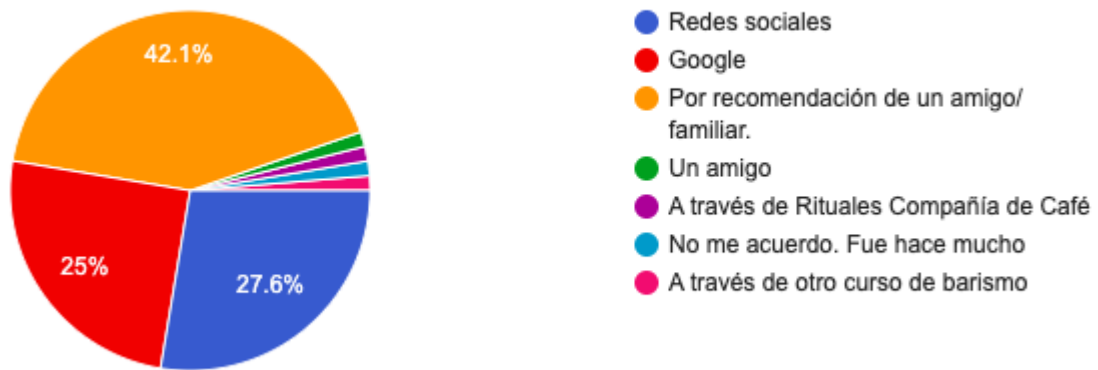 42.1%
25%
27.6%
Redes sociales
Google
Por recomendación de un amigo/
familiar.
Un amigo
A través de Rituales Compañía de Café
No me acuerdo. Fue hace mucho
A través de otro curso de barismo